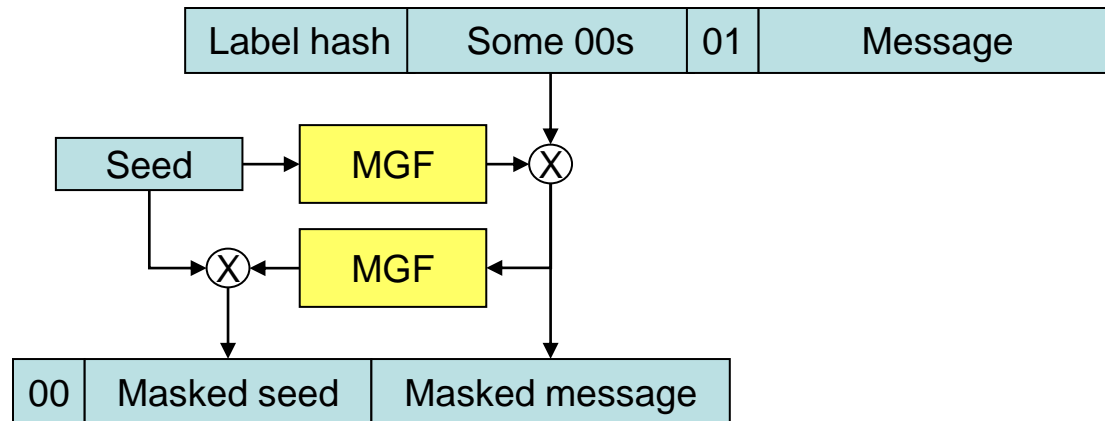 Label hash Some 00s 01 Message
Seed MGF X
X MGF
00 Masked seed Masked message